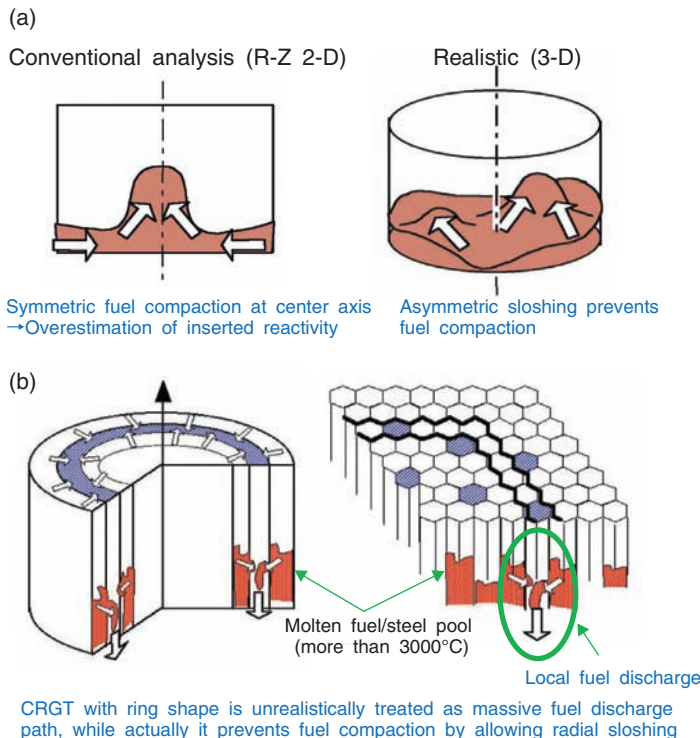 (a)
Conventional analysis (R-Z 2-D)
Realistic (3-D)
Symmetric fuel compaction at center axis
→Overestimation of inserted reactivity
Asymmetric sloshing prevents
fuel compaction
(b)
Molten fuel/steel pool
(more than 3000°C)
Local fuel discharge
CRGT with ring shape is unrealistically treated as massive fuel discharge
path, while actually it prevents fuel compaction by allowing radial sloshing